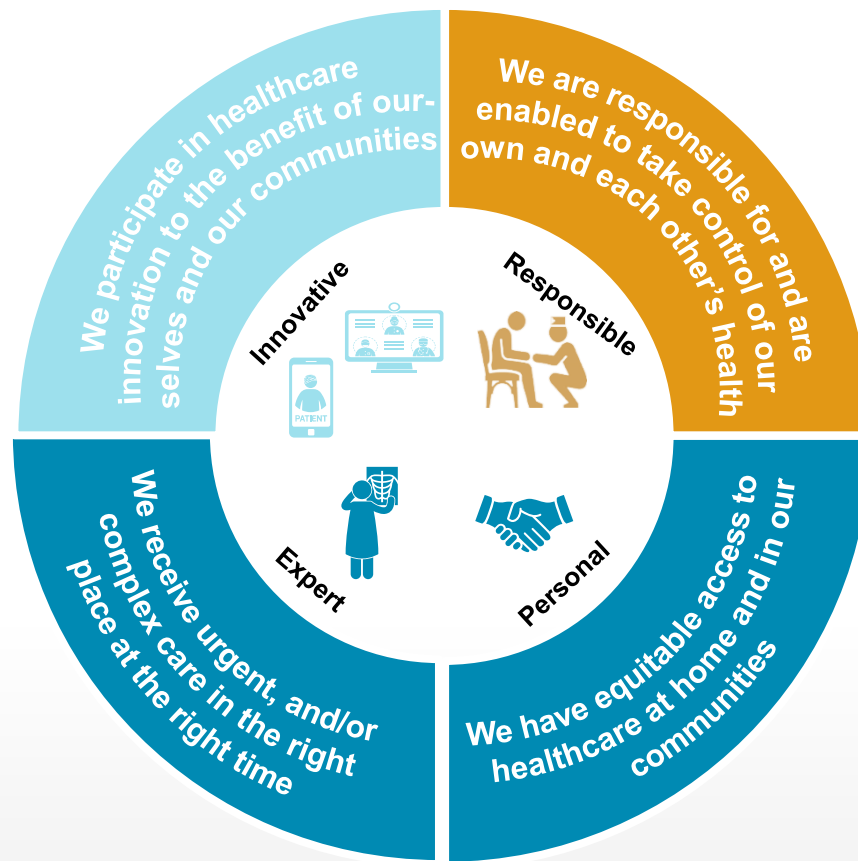 We participate in healthcare
innovation to the benefit of our-
selves and our communities
We are responsible for and are
enabled to take control of our
own and each other's health
Innovative
Responsible
PATIENT
Expert
Personal
We receive urgent, and/or
complex care in the right
place at the right time
We have equitable access to
healthcare at home and in our
communities